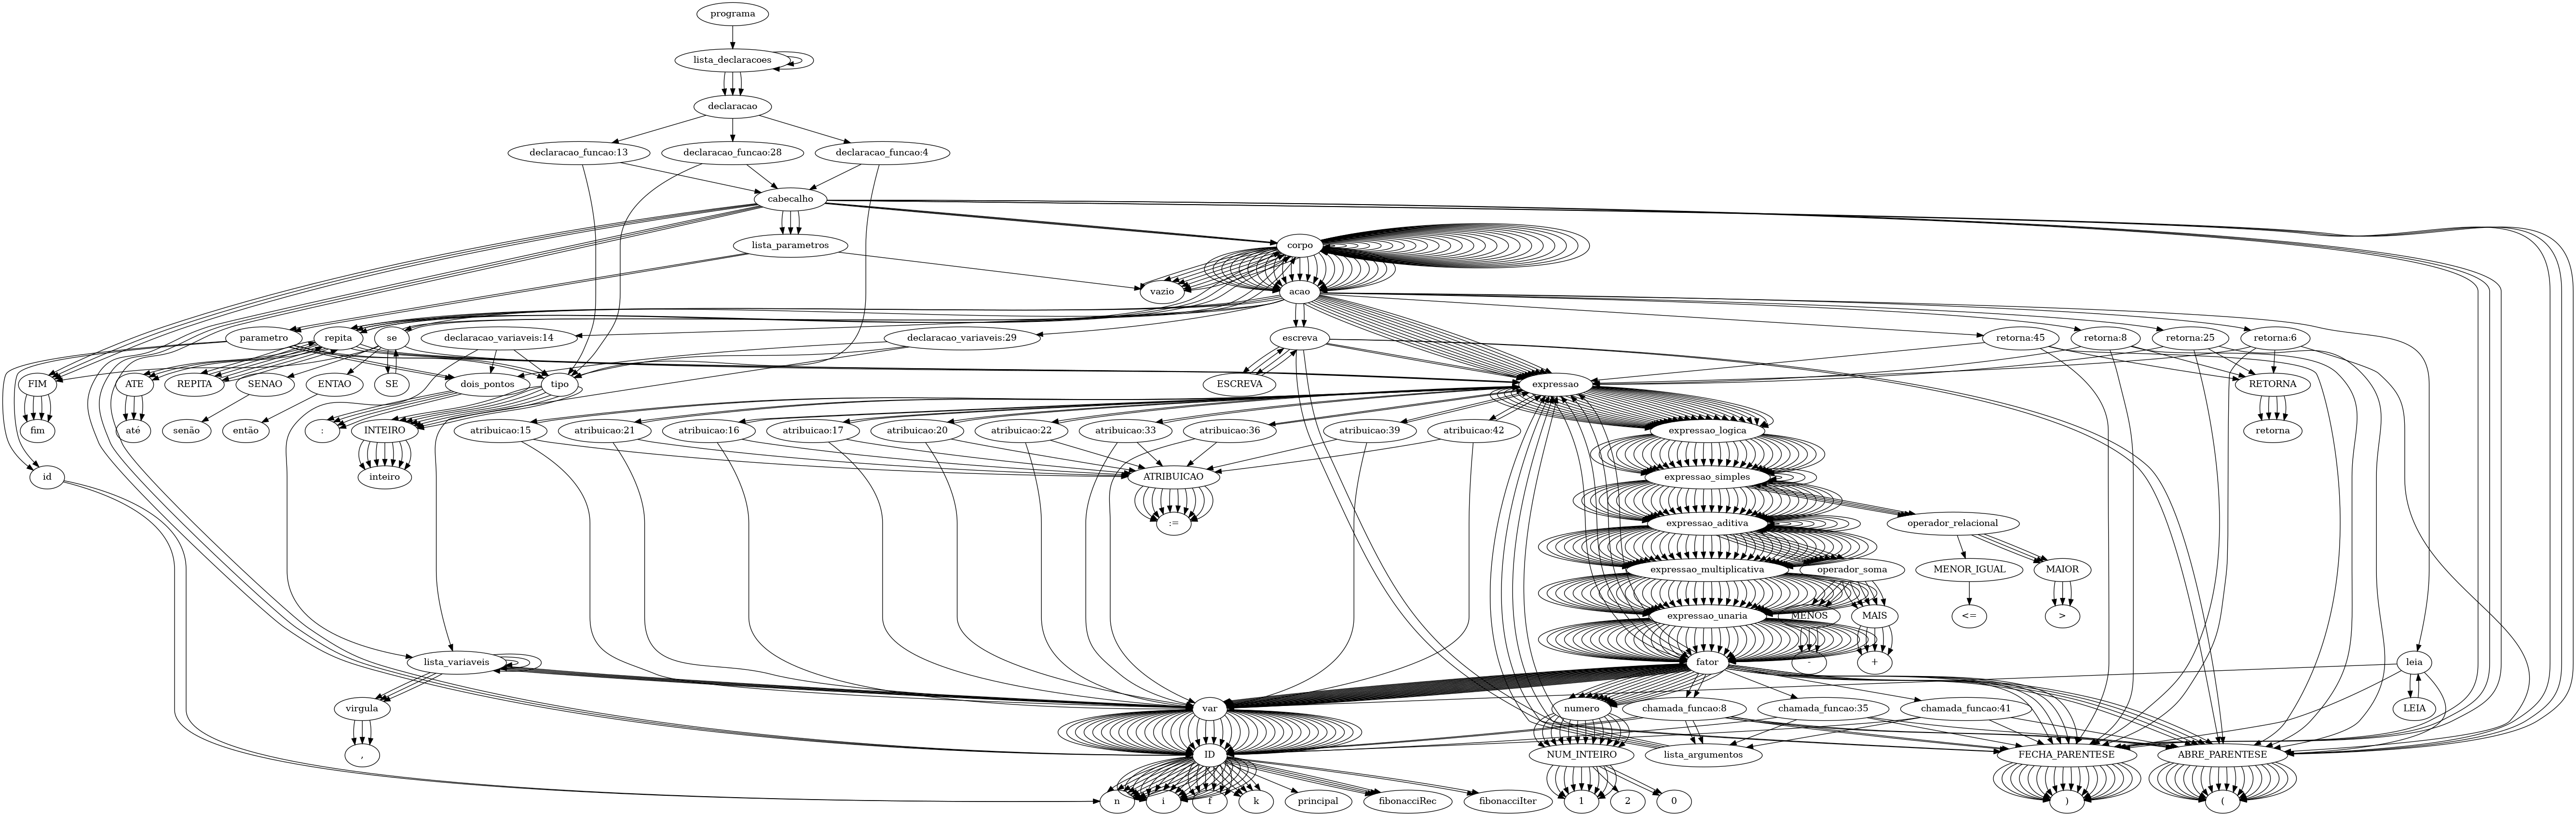 programa
lista_declaracoes
declaracao
declaracao_funcao:13
declaracao_funcao:28
declaracao_funcao:4
cabecalho
lista_parametros
corpo
vazio
acao
parametro
repita
se
declaracao_variaveis:14
declaracao_variaveis:29
escreva
retorna:45
retorna:8
retorna:25
retorna:6
FIM
ATE
REPITA
SENAO
ENTAO
SE
dois_pontos
tipo
ESCREVA
expressao
RETORNA
fim
até
senão
então
:
INTEIRO
atribuicao:15
atribuicao:21
atribuicao:16
atribuicao:17
atribuicao:20
atribuicao:22
atribuicao:33
atribuicao:36
atribuicao:39
atribuicao:42
expressao_logica
retorna
id
inteiro
ATRIBUICAO
expressao_simples
:=
expressao_aditiva
operador_relacional
expressao_multiplicativa
operador_soma
MENOR_IGUAL
MAIOR
expressao_unaria
MENOS
MAIS
<=
>
lista_variaveis
fator
-
+
leia
virgula
var
numero
chamada_funcao:8
chamada_funcao:35
chamada_funcao:41
LEIA
,
ID
NUM_INTEIRO
lista_argumentos
FECHA_PARENTESE
ABRE_PARENTESE
n
i
f
k
principal
fibonacciRec
fibonacciIter
1
2
0
)
(